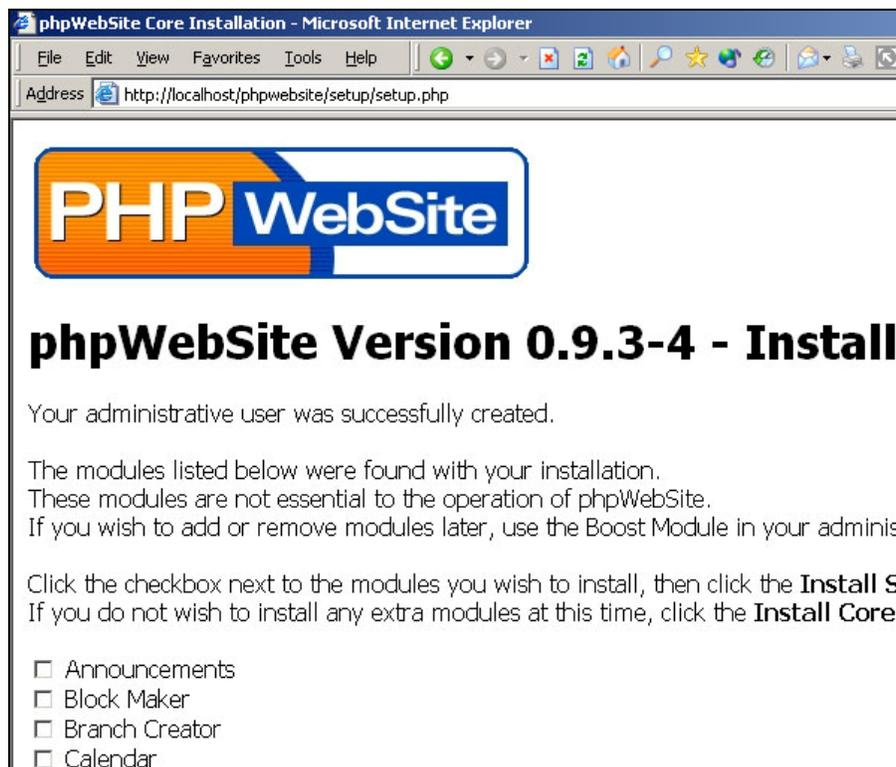 phpWebSite Core Installation - Microsoft Internet Explorer
File Edit View Favorites Tools Help
Address http://localhost/phpwebsite/setup/setup.php
PHP WebSite
phpWebSite Version 0.9.3-4 - Install
Your administrative user was successfully created.
The modules listed below were found with your installation.
These modules are not essential to the operation of phpWebSite.
If you wish to add or remove modules later, use the Boost Module in your adminis
Click the checkbox next to the modules you wish to install, then click the Install S
If you do not wish to install any extra modules at this time, click the Install Core
Announcements
Block Maker
Branch Creator
Calendar